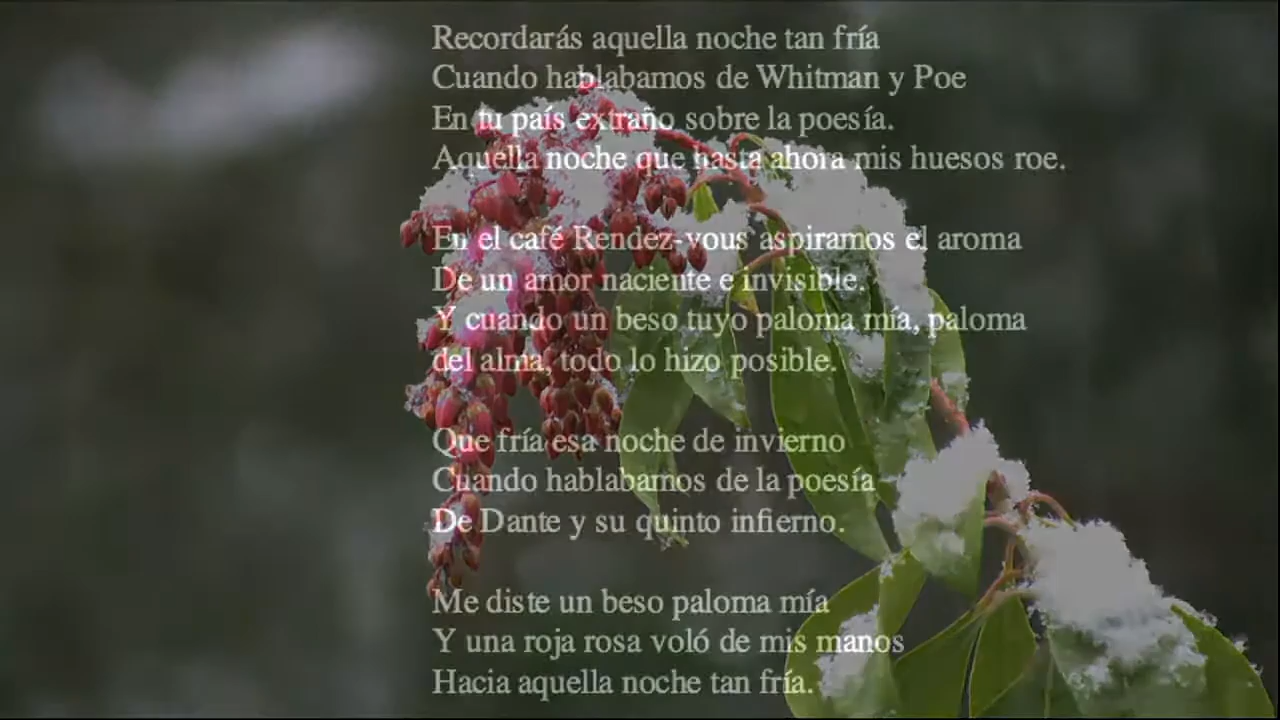 Recordarás aquella noche tan fría
Cuando hablabamos de Whitman y Poe
En tu país extraño sobre la poesía.
Aquella noche que hasta ahora mis huesos roe.
En el café Rendez-vous aspiramos el aroma
De un amor naciente e invisible.
Y cuando un beso tuyo paloma mía, paloma
del alma, todo lo hizo posible.
Que fría esa noche de invierno
Cuando hablabamos de la poesía
De Dante y su quinto infierno.
Me diste un beso paloma mía
Y una roja rosa voló de mis manos
Hacia aquella noche tan fría.